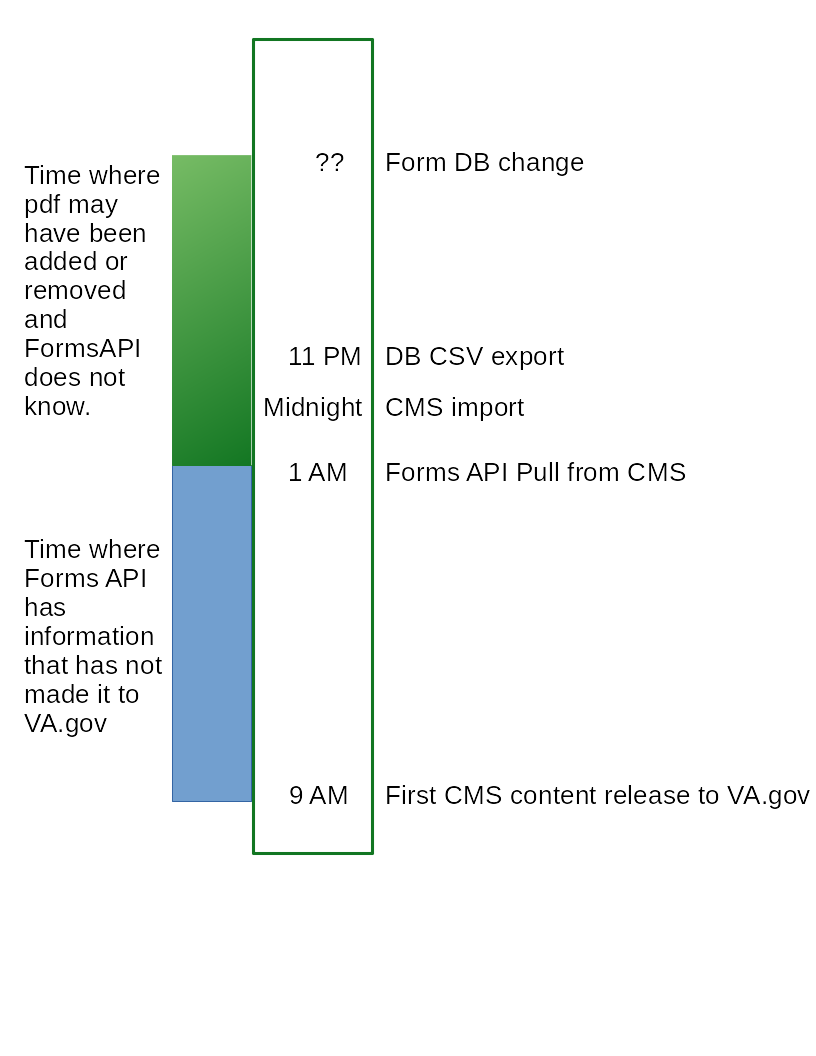 Time where
pdf may
have been
added or
removed
and
FormsAPI
does not
know.
?? Form DB change
11 PM DB CSV export
Midnight CMS import
1 AM Forms API Pull from CMS
Time where
Forms API
has
information
that has not
made it to
VA.gov
9 AM First CMS content release to VA.gov